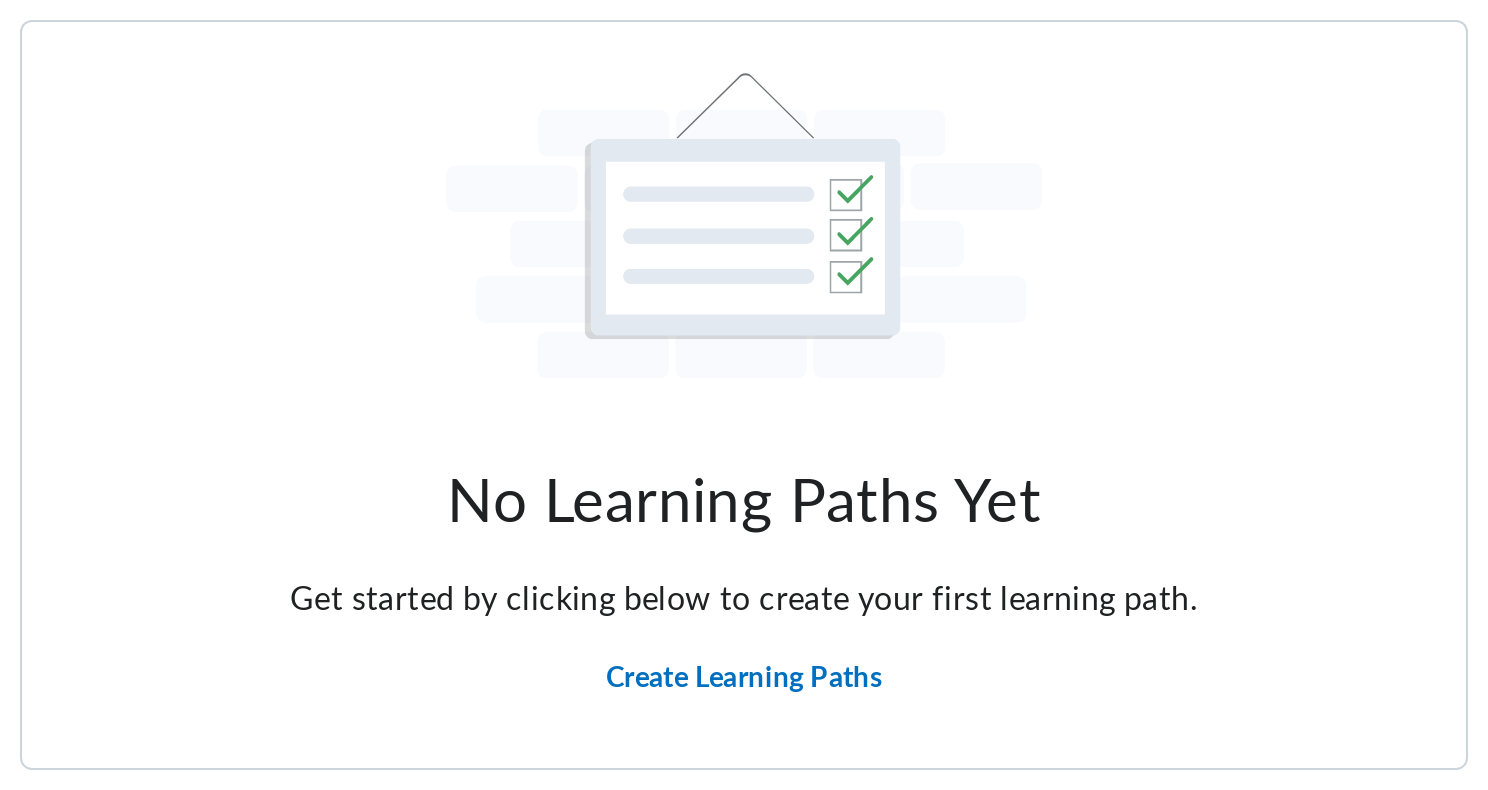 No Learning Paths Yet
Get started by clicking below to create your first learning path.
Create Learning Paths